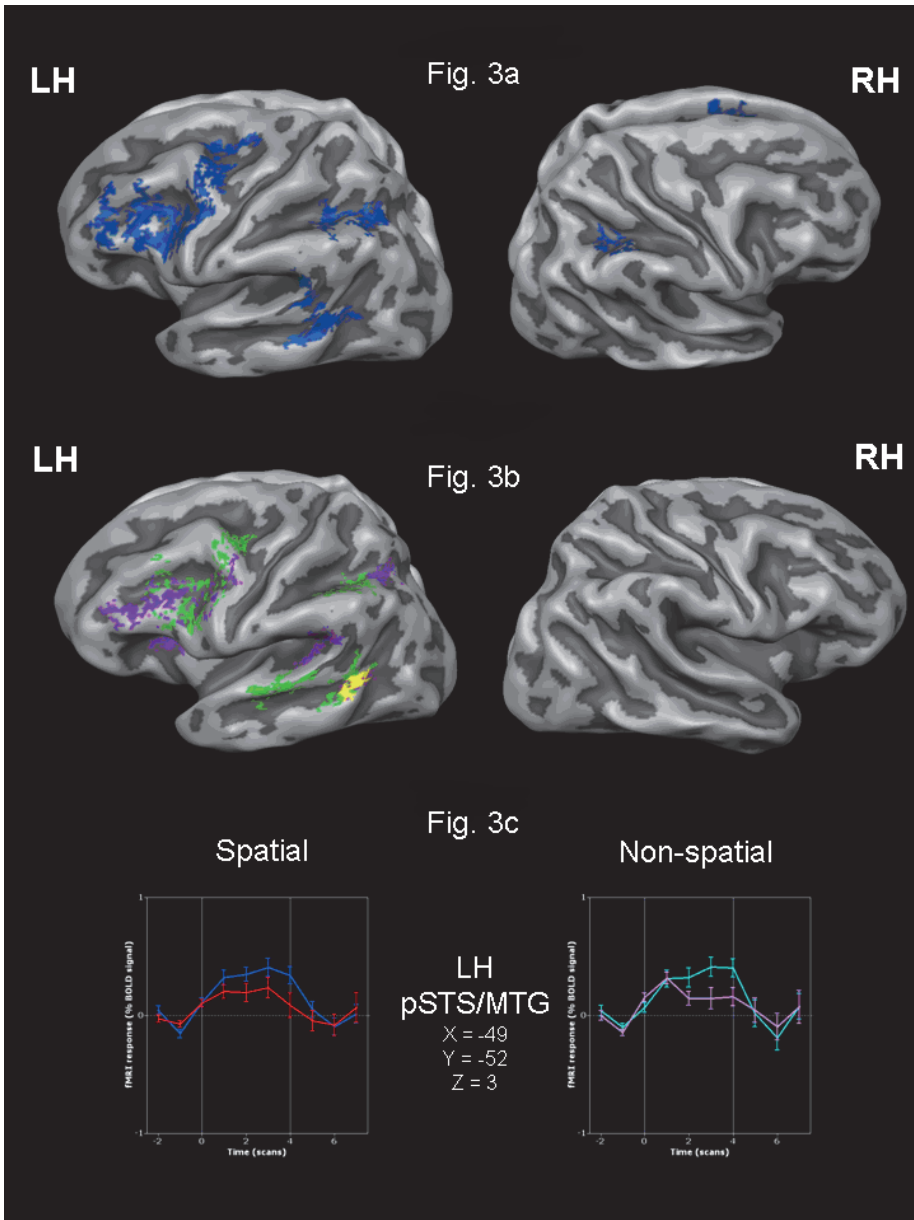 LH
Fig. 3a
RH
LH
Fig. 3b
RH
Fig. 3c
Spatial
Non-spatial
1
0
-1
fMRI response (% BOLD signal)
-2 0 2 4 6
Time (scans)
LH
pSTS/MTG
X = -49
Y = -52
Z = 3
1
0
-1
fMRI response (% BOLD signal)
-2 0 2 4 6
Time (scans)